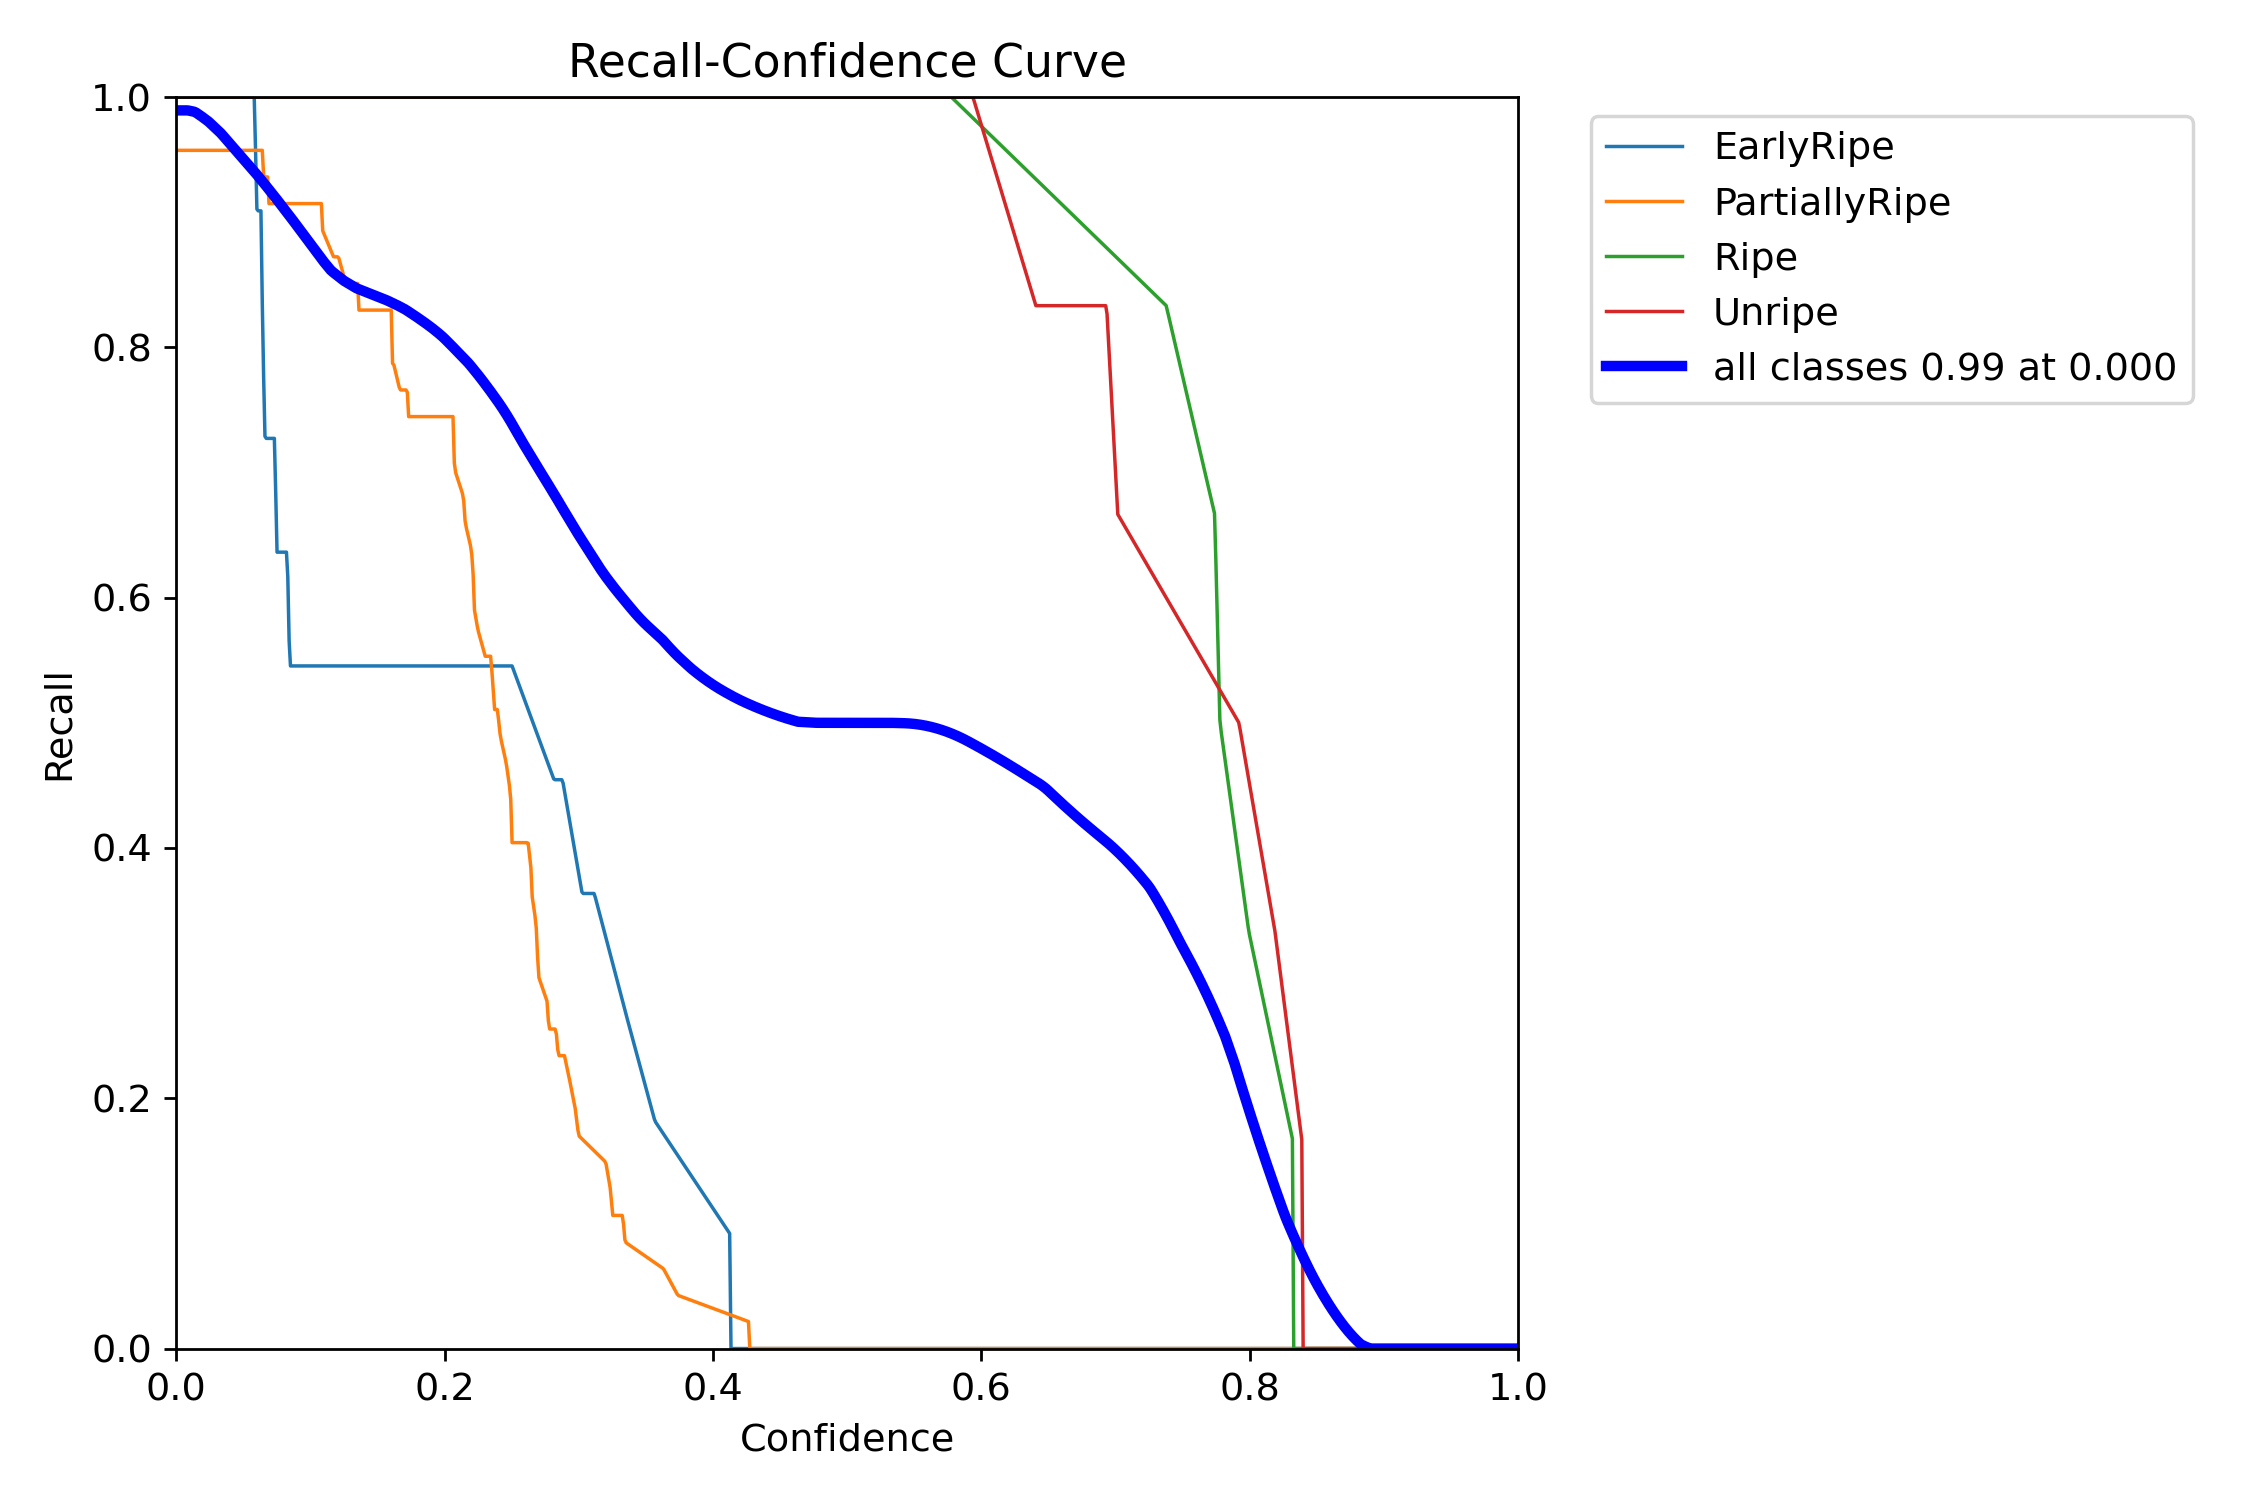 Recall-Confidence Curve
1.0
0.8
0.6
0.4
0.2
0.0
Recall
0.0 0.2 0.4 0.6 0.8 1.0
Confidence
EarlyRipe
PartiallyRipe
Ripe
Unripe
all classes 0.99 at 0.000